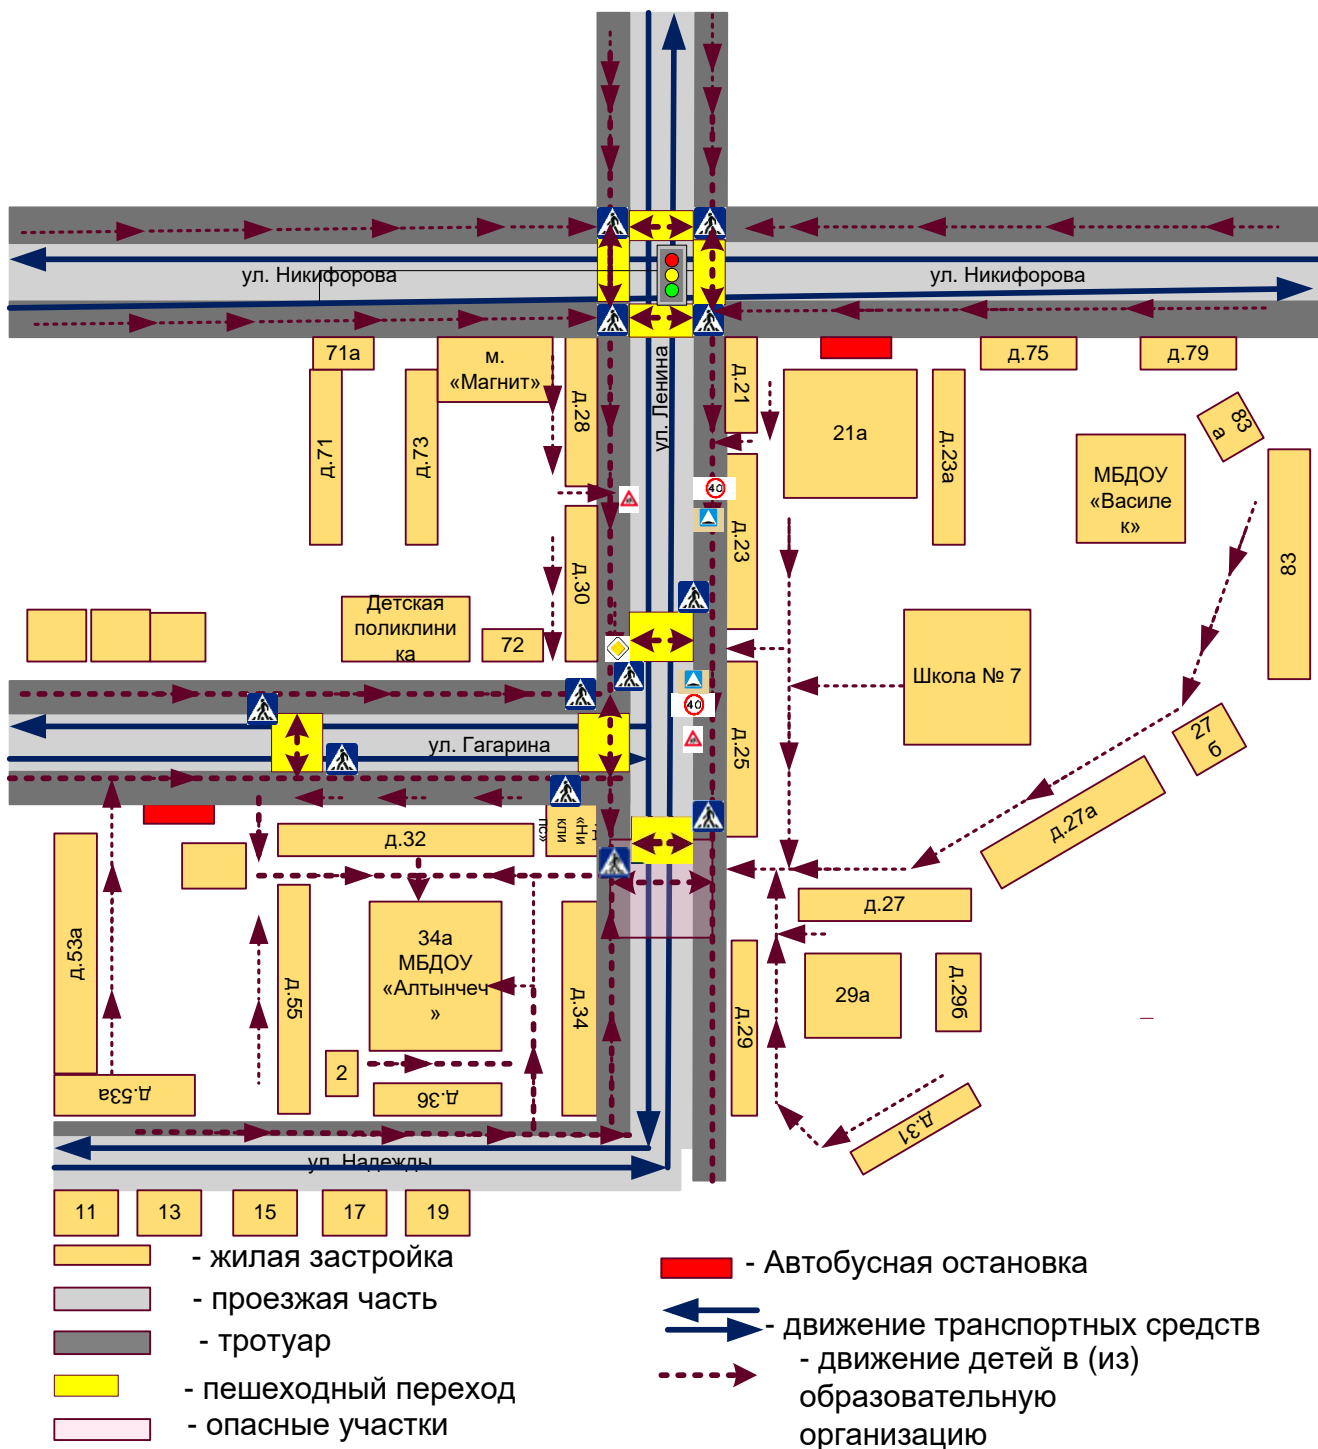 ул. Никифорова
ул. Никифорова
71а
м.
«Магнит»
д.28
ул. Ленина
д.21
д.75
д.79
д.71
д.73
21а
д.23а
83
а
МБДОУ
«Василе
к»
40
д.23
83
д.30
Детская
поликлини
ка
72
Школа № 7
40
ул. Гагарина
д.25
27
б
д.27а
«Ни
кли
пс»
д.32
д.27
д.53а
34а
МБДОУ
«Алтынчеч
»
д.55
д.34
29а
д.29б
д.29
2
д.53а
д.36
д.31
ул. Надежды
11
13
15
17
19
- жилая застройка
- проезжая часть
- тротуар
- пешеходный переход
- опасные участки
- Автобусная остановка
- движение транспортных средств
- движение детей в (из)
образовательную
организацию